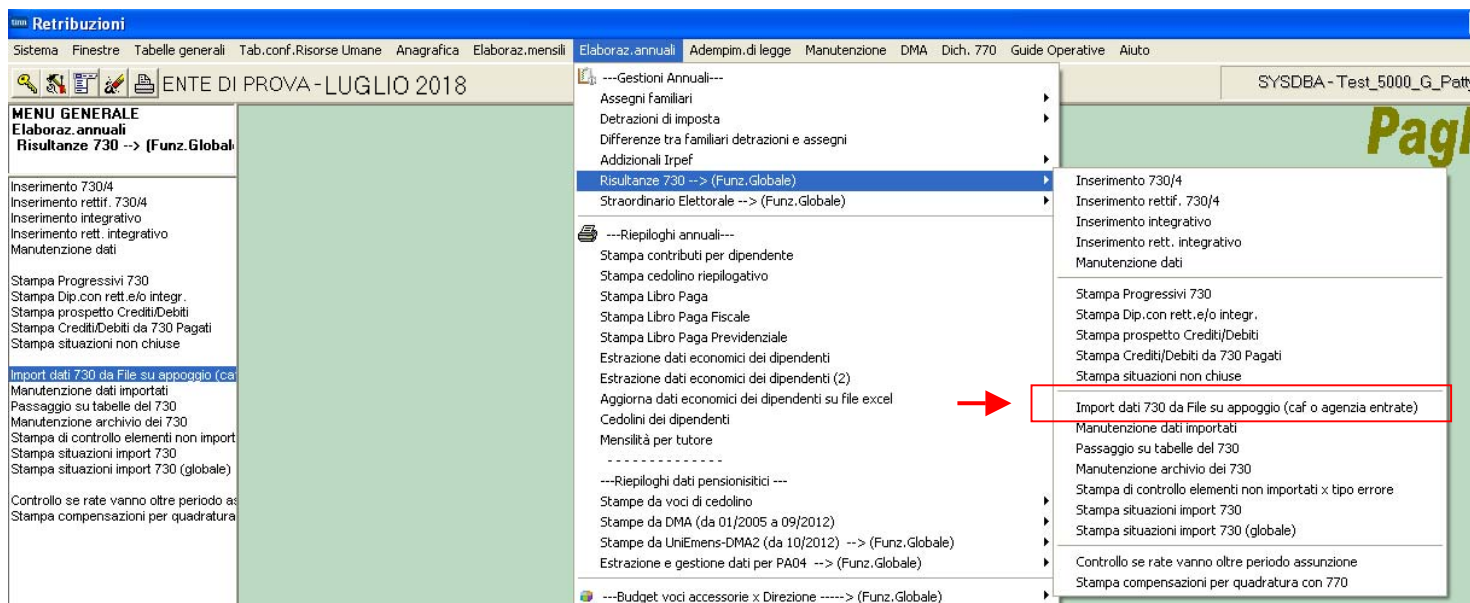 tinn Retribuzioni
Sistema Finestre Tabelle generali Tab.conf.Risorse Umane Anagrafica Elaboraz.mensili Elaboraz.annuali Adempim.di legge Manutenzione DMA Dich. 770 Guide Operative Aiuto
ENTE DI PROVA - LUGLIO 2018
SYSDBA - Test_5000_G_Patty
MENU GENERALE
Elaboraz.annuali
Risultanze 730 --> (Funz.Global
Inserimento 730/4
Inserimento rettif. 730/4
Inserimento integrativo
Inserimento rett. integrativo
Manutenzione dati
Stampa Progressivi 730
Stampa Dip.con rett.e/o integr.
Stampa prospetto Crediti/Debiti
Stampa Crediti/Debiti da 730 Pagati
Stampa situazioni non chiuse
Import dati 730 da File su appoggio (caf
Manutenzione dati importati
Passaggio su tabelle del 730
Manutenzione archivio dei 730
Stampa di controllo elementi non import
Stampa situazioni import 730
Stampa situazioni import 730 (globale)
Controllo se rate vanno oltre periodo as
Stampa compensazioni per quadratura
---Gestioni Annuali---
Assegni familiari
Detrazioni di imposta
Differenze tra familiari detrazioni e assegni
Addizionali Irpef
Risultanze 730 --> (Funz.Globale)
Straordinario Elettorale --> (Funz.Globale)
---Riepiloghi annuali---
Stampa contributi per dipendente
Stampa cedolino riepilogativo
Stampa Libro Paga
Stampa Libro Paga Fiscale
Stampa Libro Paga Previdenziale
Estrazione dati economici dei dipendenti
Estrazione dati economici dei dipendenti (2)
Aggiorna dati economici dei dipendenti su file excel
Cedolini dei dipendenti
Mensilità per tutore
- - - - - - - - - - - - - -
---Riepiloghi dati pensionisitici ---
Stampe da voci di cedolino
Stampe da DMA (da 01/2005 a 09/2012)
Stampe da UniEmens-DMA2 (da 10/2012) --> (Funz.Globale)
Estrazione e gestione dati per PA04 --> (Funz.Globale)
---Budget voci accessorie x Direzione -----> (Funz.Globale)
Inserimento 730/4
Inserimento rettif. 730/4
Inserimento integrativo
Inserimento rett. integrativo
Manutenzione dati
Stampa Progressivi 730
Stampa Dip.con rett.e/o integr.
Stampa prospetto Crediti/Debiti
Stampa Crediti/Debiti da 730 Pagati
Stampa situazioni non chiuse
Import dati 730 da File su appoggio (caf o agenzia entrate)
Manutenzione dati importati
Passaggio su tabelle del 730
Manutenzione archivio dei 730
Stampa di controllo elementi non importati x tipo errore
Stampa situazioni import 730
Stampa situazioni import 730 (globale)
Controllo se rate vanno oltre periodo assunzione
Stampa compensazioni per quadratura con 770